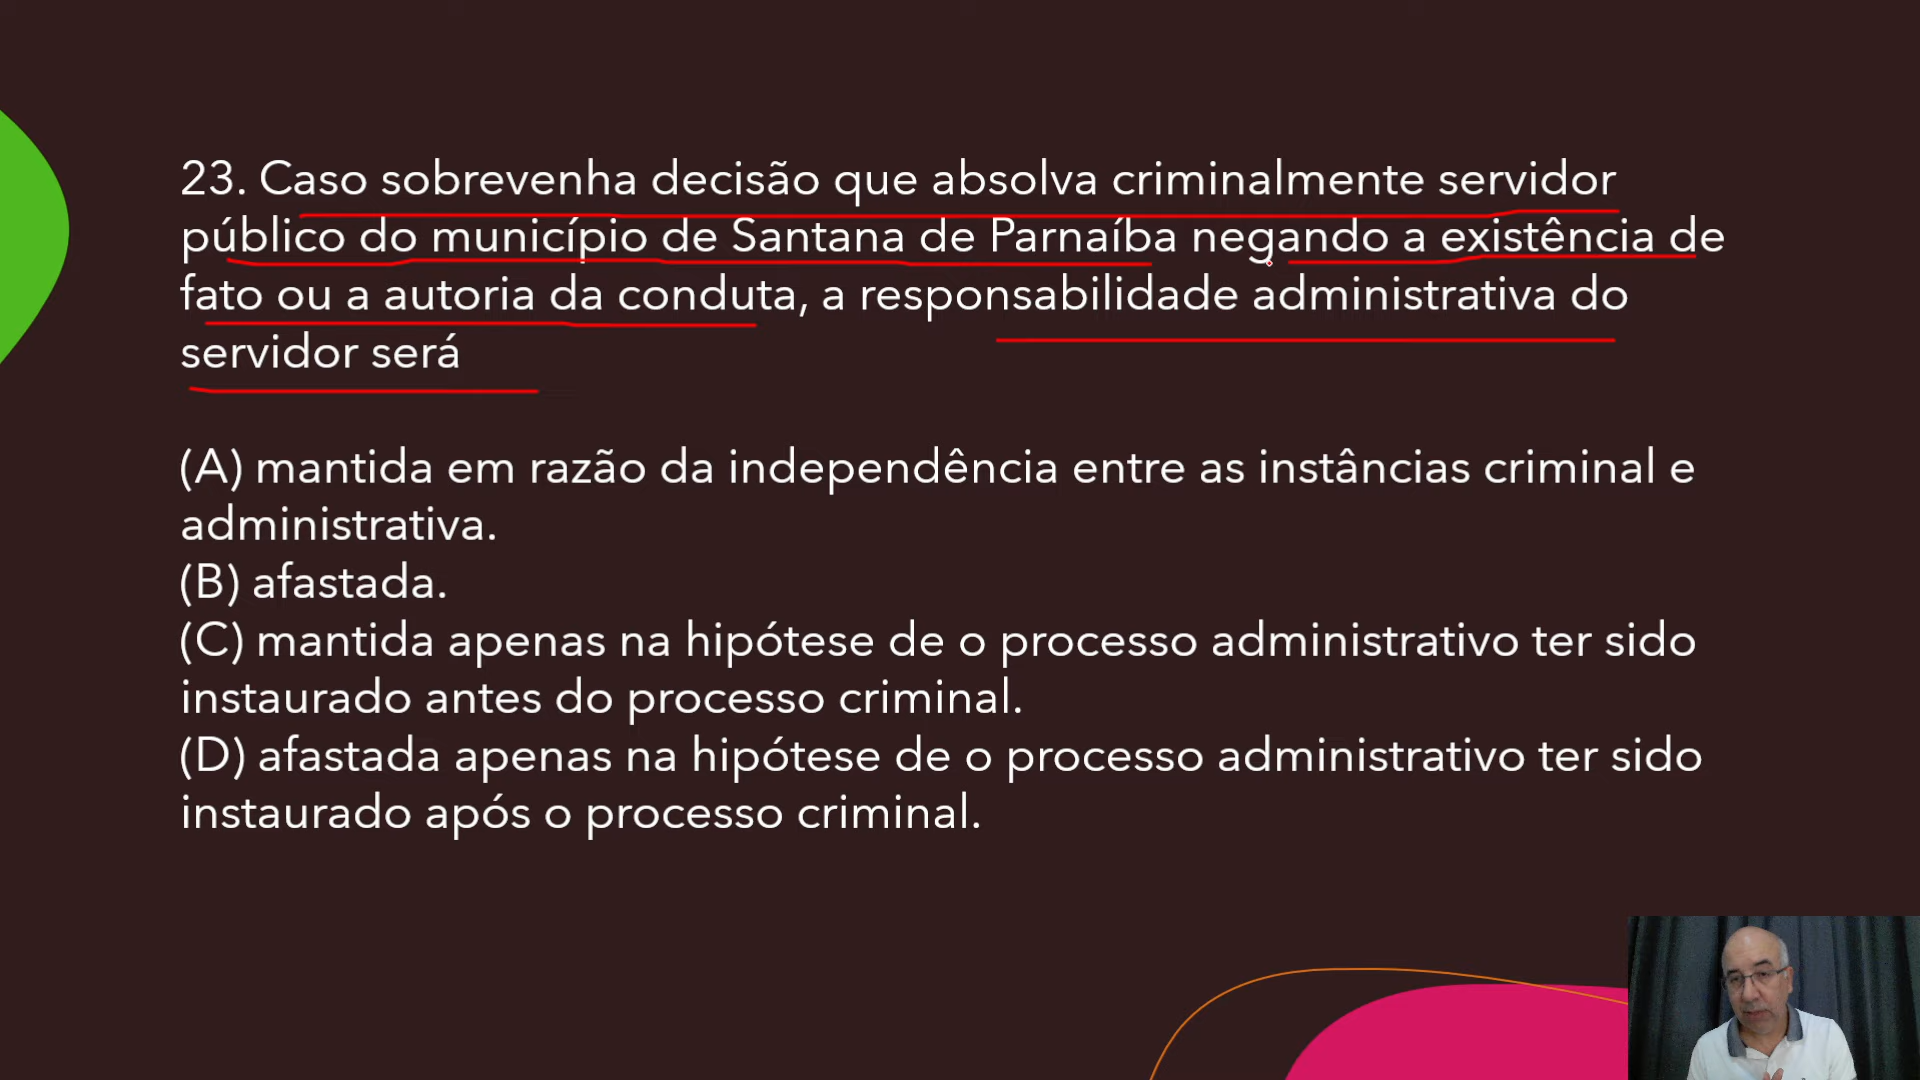 23. Caso sobrevenha decisão que absolva criminalmente servidor
público do município de Santana de Parnaíba negando a existência de
fato ou a autoria da conduta, a responsabilidade administrativa do
servidor será
(A) mantida em razão da independência entre as instâncias criminal e
administrativa.
(B) afastada.
(C) mantida apenas na hipótese de o processo administrativo ter sido
instaurado antes do processo criminal.
(D) afastada apenas na hipótese de o processo administrativo ter sido
instaurado após o processo criminal.